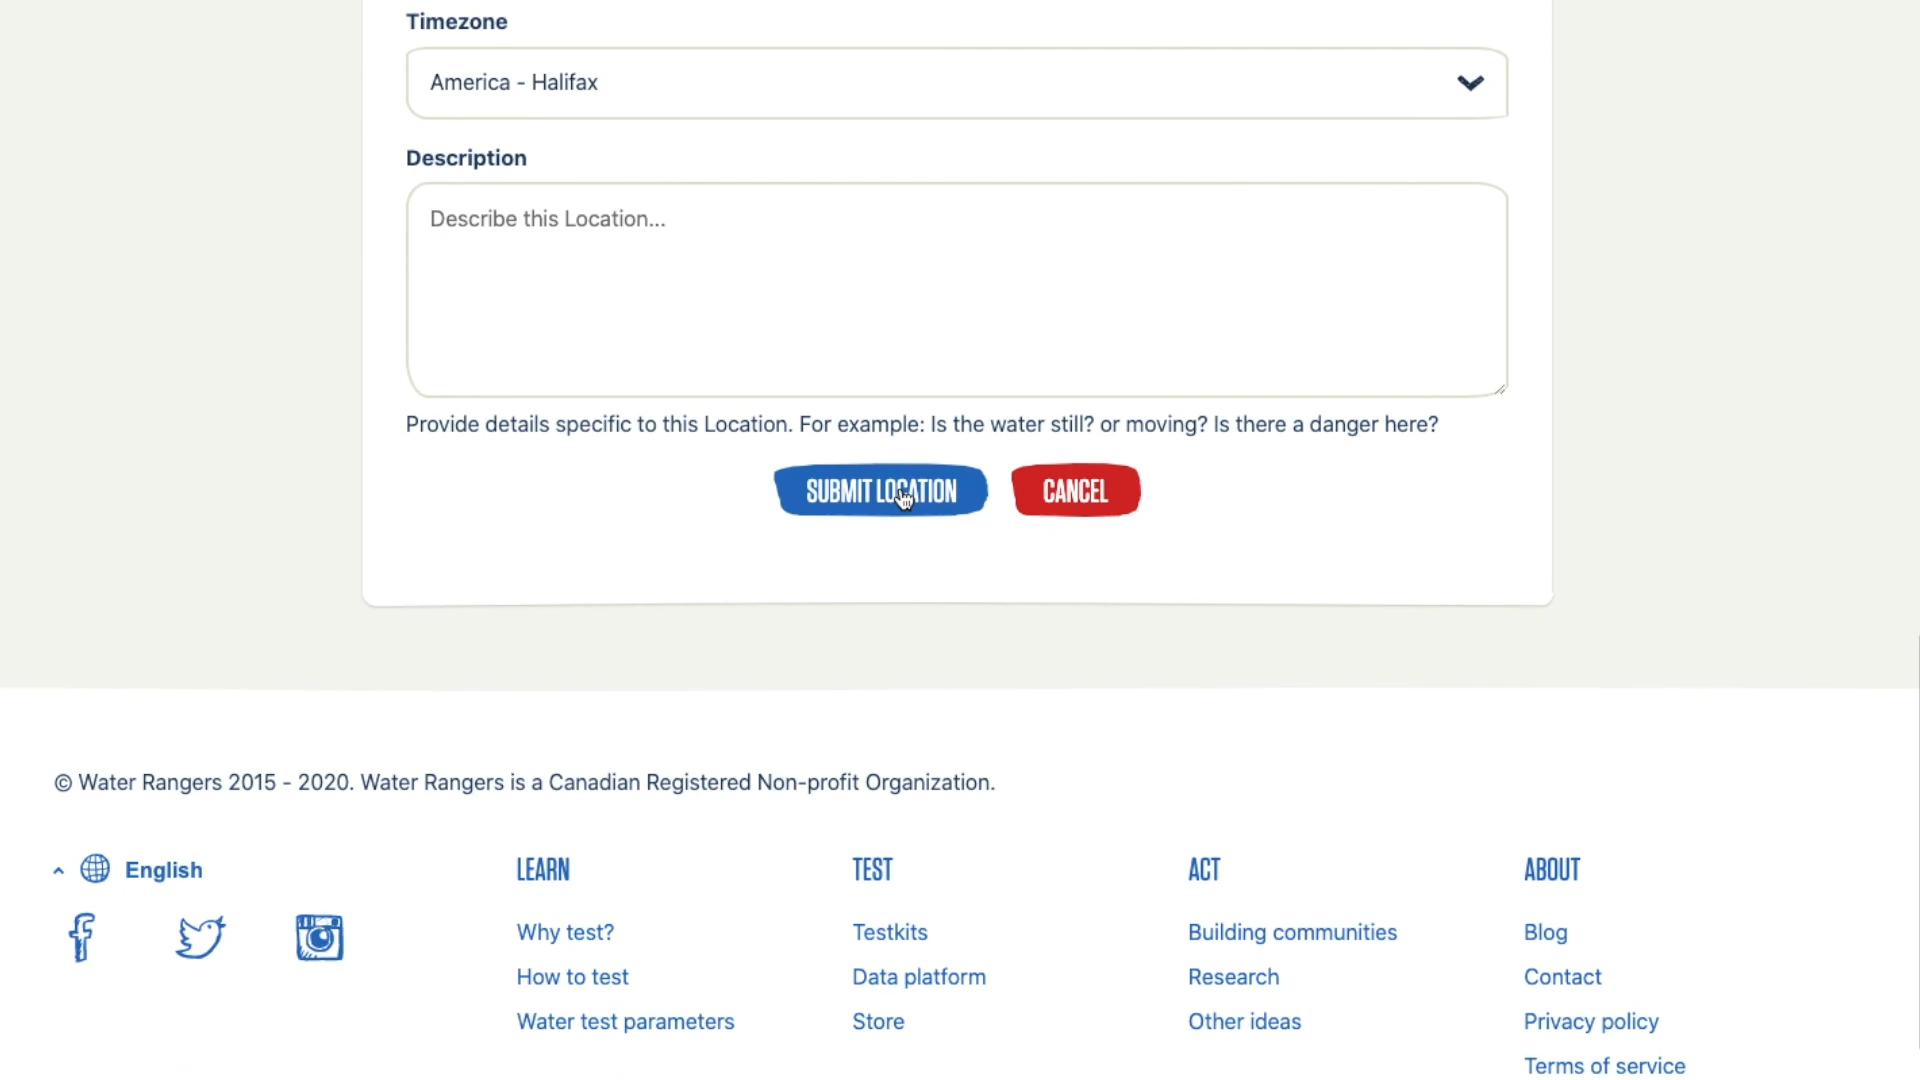 Timezone
America - Halifax
Description
Describe this Location...
Provide details specific to this Location. For example: Is the water still? or moving? Is there a danger here?
SUBMIT LOCATION
CANCEL
© Water Rangers 2015 - 2020. Water Rangers is a Canadian Registered Non-profit Organization.
English
LEARN
Why test?
How to test
Water test parameters
TEST
Testkits
Data platform
Store
ACT
Building communities
Research
Other ideas
ABOUT
Blog
Contact
Privacy policy
Terms of service